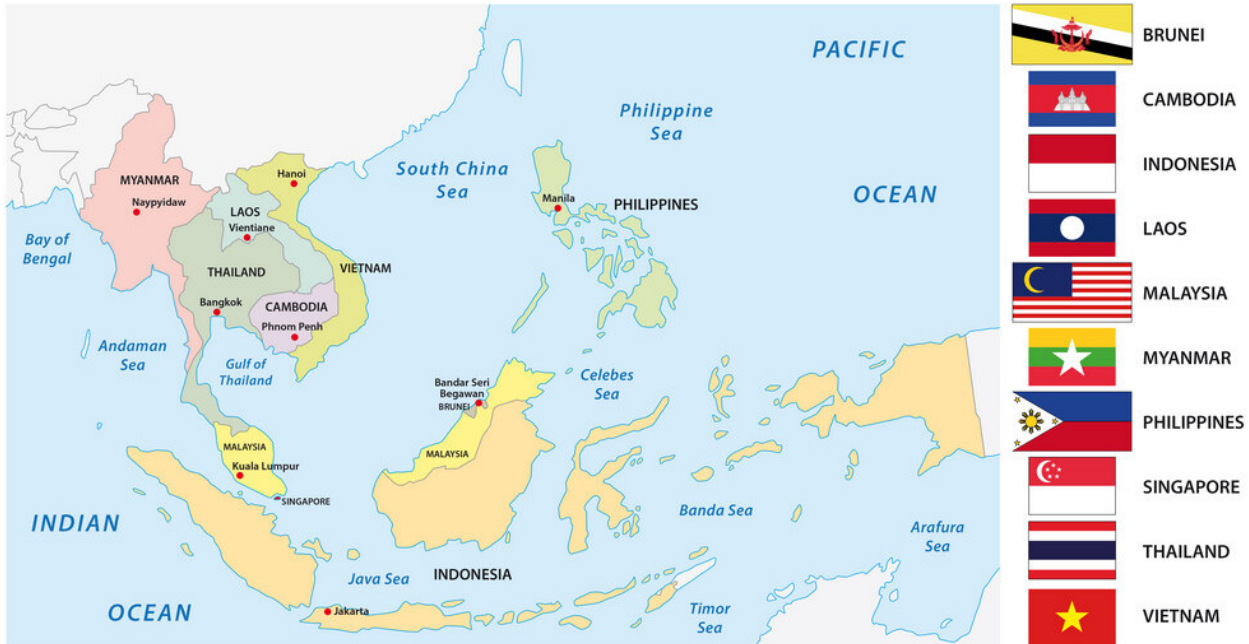 PACIFIC
Philippine
Sea
South China
Sea
OCEAN
MYANMAR
Naypyidaw
Hanoi
LAOS
Vientiane
Manila
PHILIPPINES
Bay of
Bengal
THAILAND
VIETNAM
Bangkok
CAMBODIA
Phnom Penh
Andaman
Sea
Gulf of
Thailand
Celebes
Sea
Bandar Seri
Begawan
BRUNEI
MALAYSIA
Kuala Lumpur
MALAYSIA
SINGAPORE
INDIAN
OCEAN
Banda Sea
Arafura
Sea
Java Sea
INDONESIA
Jakarta
Timor
Sea
BRUNEI
CAMBODIA
INDONESIA
LAOS
MALAYSIA
MYANMAR
PHILIPPINES
SINGAPORE
THAILAND
VIETNAM